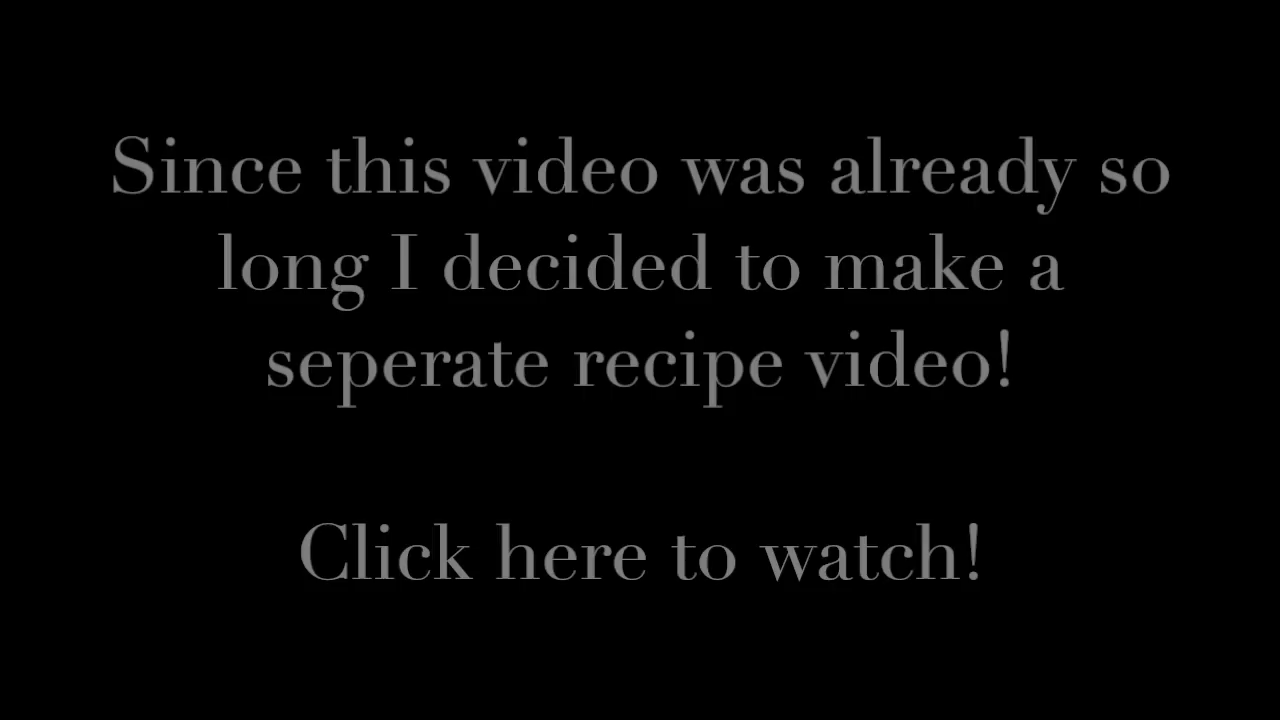 Since this video was already so
long I decided to make a
seperate recipe video!
Click here to watch!